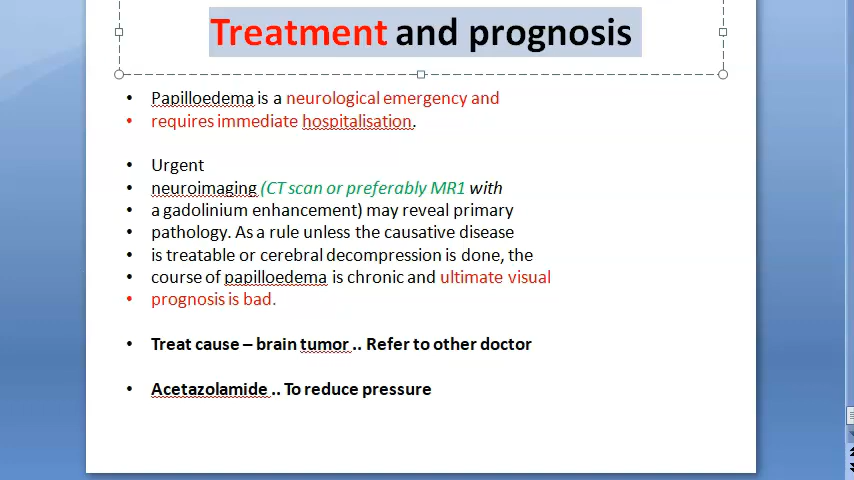 Treatment and prognosis
• Papilloedema is a neurological emergency and
• requires immediate hospitalisation.
• Urgent
• neuroimaging (CT scan or preferably MR1 with
• a gadolinium enhancement) may reveal primary
• pathology. As a rule unless the causative disease
• is treatable or cerebral decompression is done, the
• course of papilloedema is chronic and ultimate visual
• prognosis is bad.
• Treat cause – brain tumor .. Refer to other doctor
• Acetazolamide .. To reduce pressure